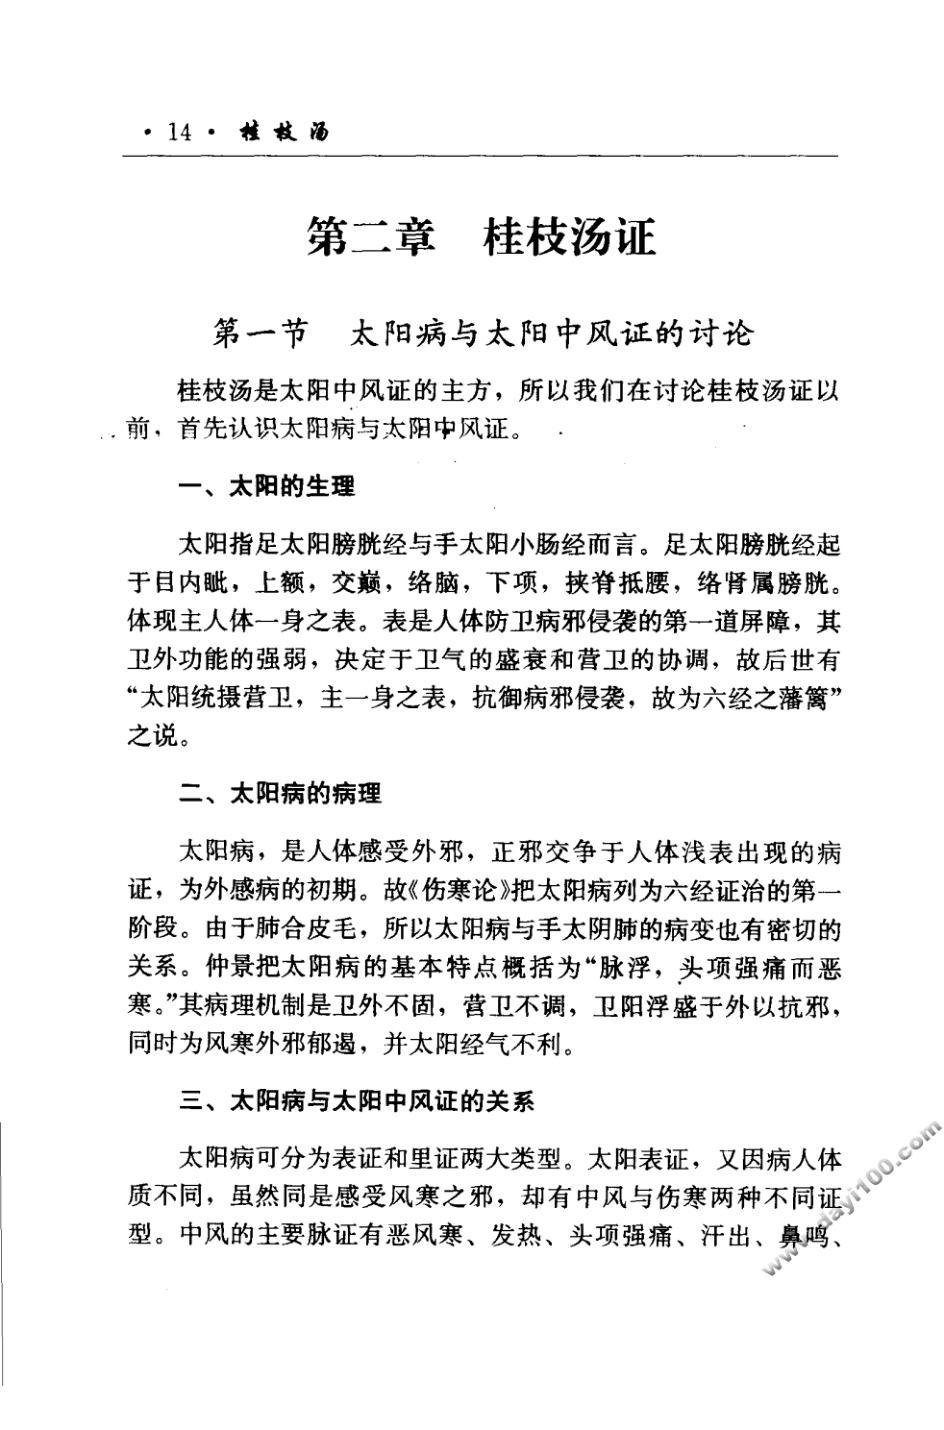 ·14· 桂枝汤
第二章 桂枝汤证
第一节 太阳病与太阳中风证的讨论
桂枝汤是太阳中风证的主方，所以我们在讨论桂枝汤证以
前，首先认识太阳病与太阳中风证。
一、太阳的生理
太阳指足太阳膀胱经与手太阳小肠经而言。足太阳膀胱经起
于目内眦，上额，交巅，络脑，下项，挟脊抵腰，络肾属膀胱。
体现主人体一身之表。表是人体防卫病邪侵袭的第一道屏障，其
卫外功能的强弱，决定于卫气的盛衰和营卫的协调，故后世有
“太阳统摄营卫，主一身之表，抗御病邪侵袭，故为六经之藩篱”
之说。
二、太阳病的病理
太阳病，是人体感受外邪，正邪交争于人体浅表出现的病
证，为外感病的初期。故《伤寒论》把太阳病列为六经证治的第一
阶段。由于肺合皮毛，所以太阳病与手太阴肺的病变也有密切的
关系。仲景把太阳病的基本特点概括为“脉浮，头项强痛而恶
寒。”其病理机制是卫外不固，营卫不调，卫阳浮盛于外以抗邪，
同时为风寒外邪郁遏，并太阳经气不利。
三、太阳病与太阳中风证的关系
太阳病可分为表证和里证两大类型。太阳表证，又因病人体
质不同，虽然同是感受风寒之邪，却有中风与伤寒两种不同证
型。中风的主要脉证有恶风寒、发热、头项强痛、汗出、鼻鸣、
www.dayi100.com